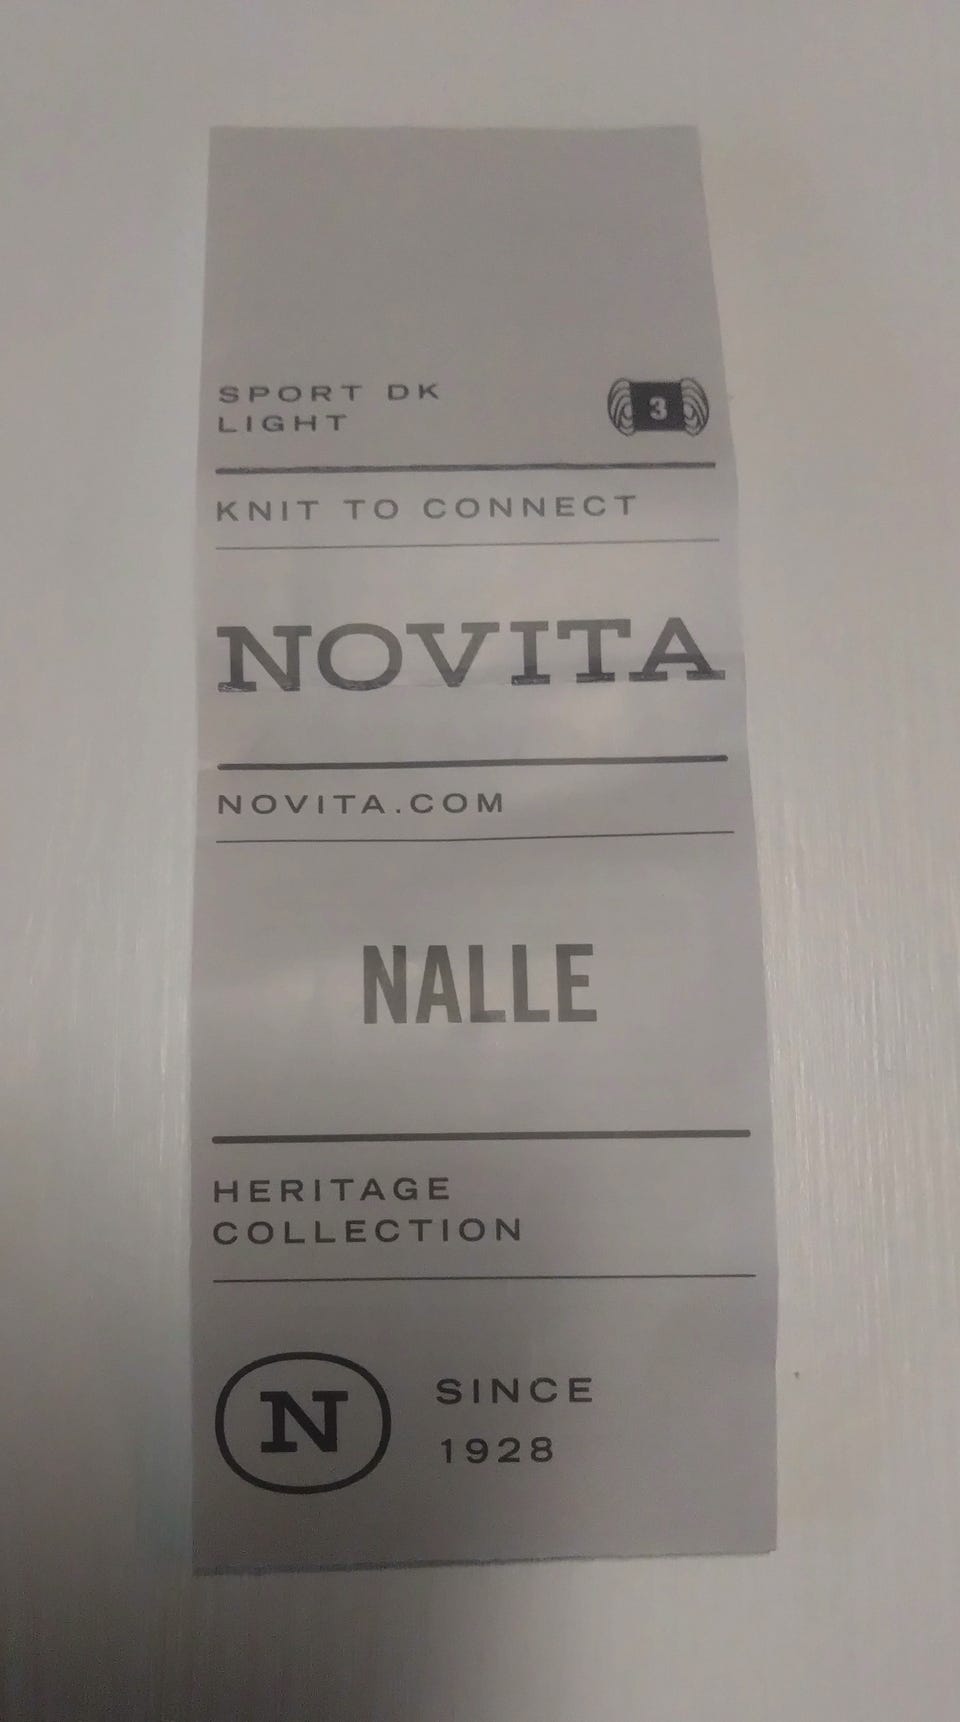 SPORT DK
LIGHT
3
KNIT TO CONNECT
NOVITA
NOVITA.COM
NALLE
HERITAGE
COLLECTION
N
SINCE
1928